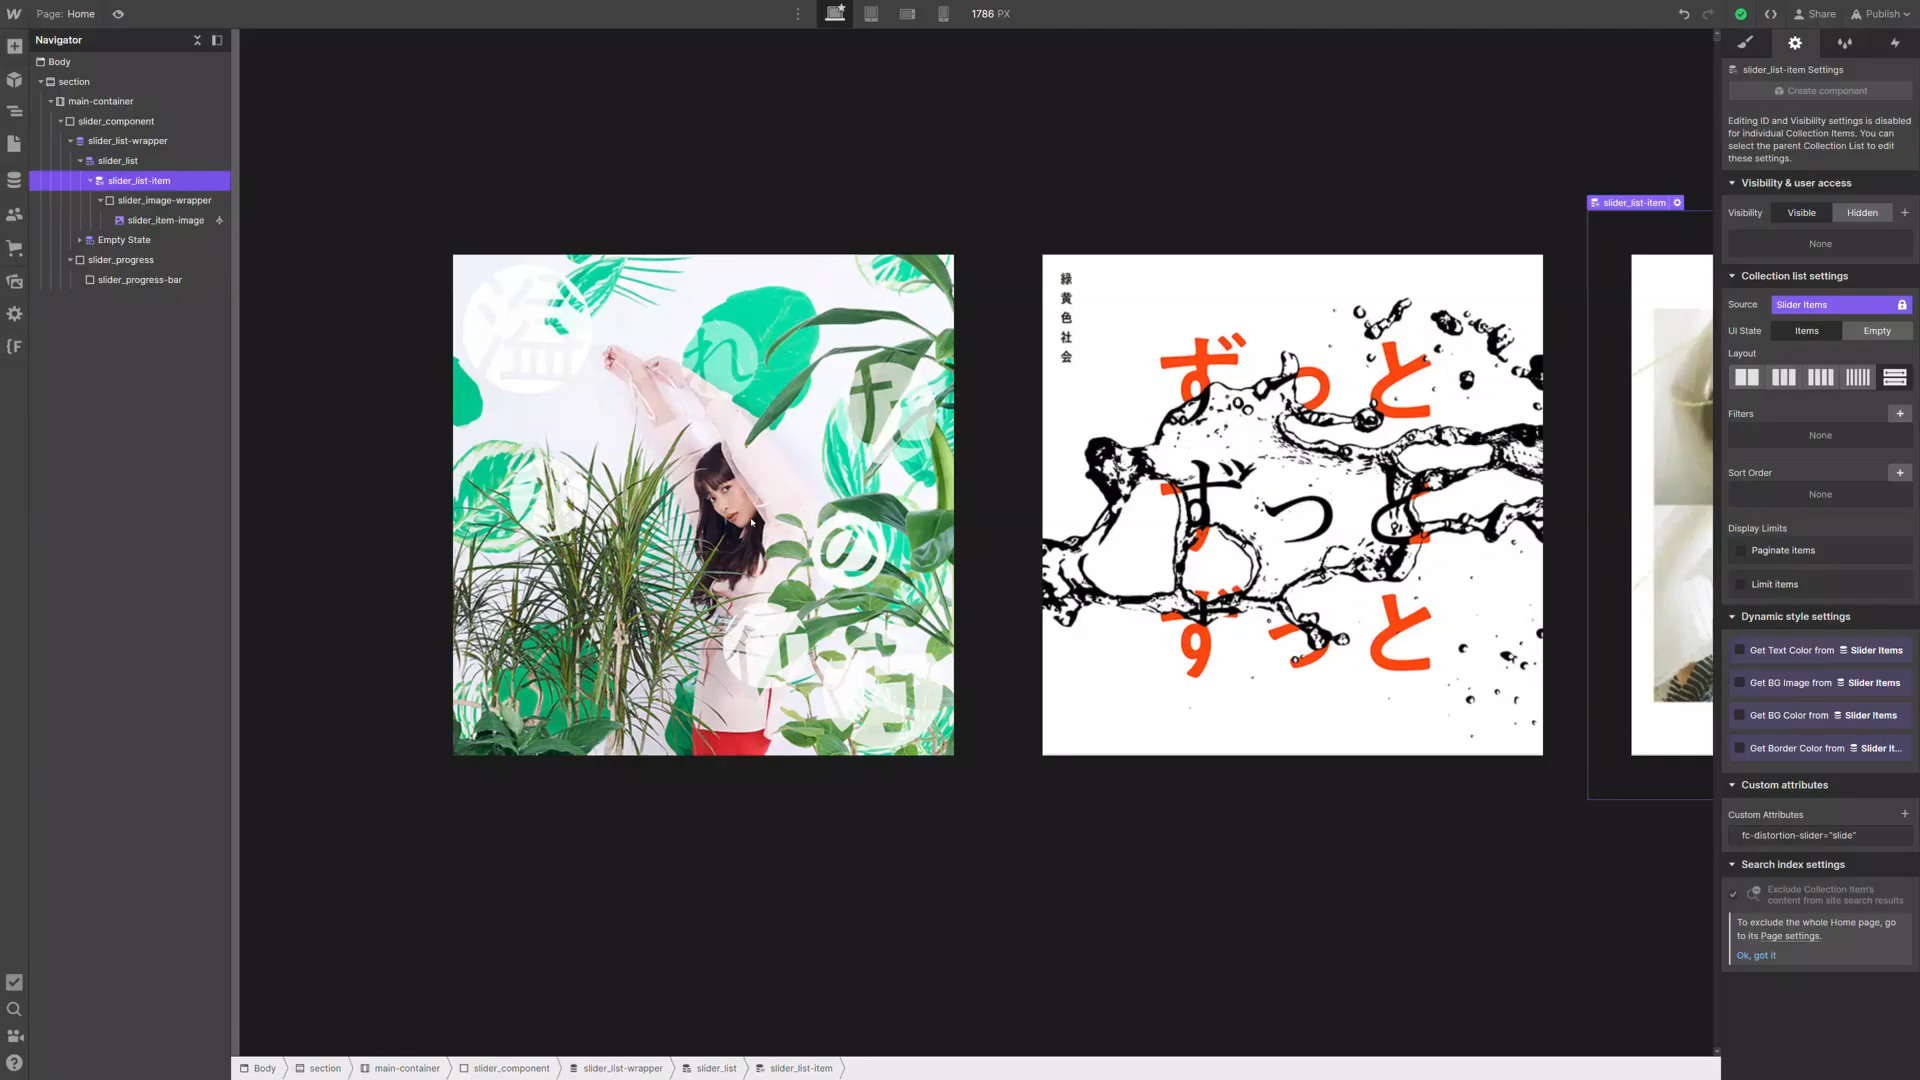 Page: Home
1786 PX
Share
Publish
Navigator
Body
section
main-container
slider_component
slider_list-wrapper
slider_list
slider_list-item
slider_image-wrapper
slider_item-image
Empty State
slider_progress
slider_progress-bar
れ
た
の
緑
黄
色
社
会
ずっと
ずっと
ずっと
slider_list-item
slider_list-item Settings
Create component
Editing ID and Visibility settings is disabled
for individual Collection Items. You can
select the parent Collection List to edit
these settings.
Visibility & user access
Visibility
Visible
Hidden
None
Collection list settings
Source
Slider Items
UI State
Items
Empty
Layout
Filters
None
Sort Order
None
Display Limits
Paginate items
Limit items
Dynamic style settings
Get Text Color from Slider Items
Get BG Image from Slider Items
Get BG Color from Slider Items
Get Border Color from Slider It...
Custom attributes
Custom Attributes
fc-distortion-slider="slide"
Search index settings
Exclude Collection Item's
content from site search results
To exclude the whole Home page, go
to its Page settings.
Ok, got it
Body
section
main-container
slider_component
slider_list-wrapper
slider_list
slider_list-item